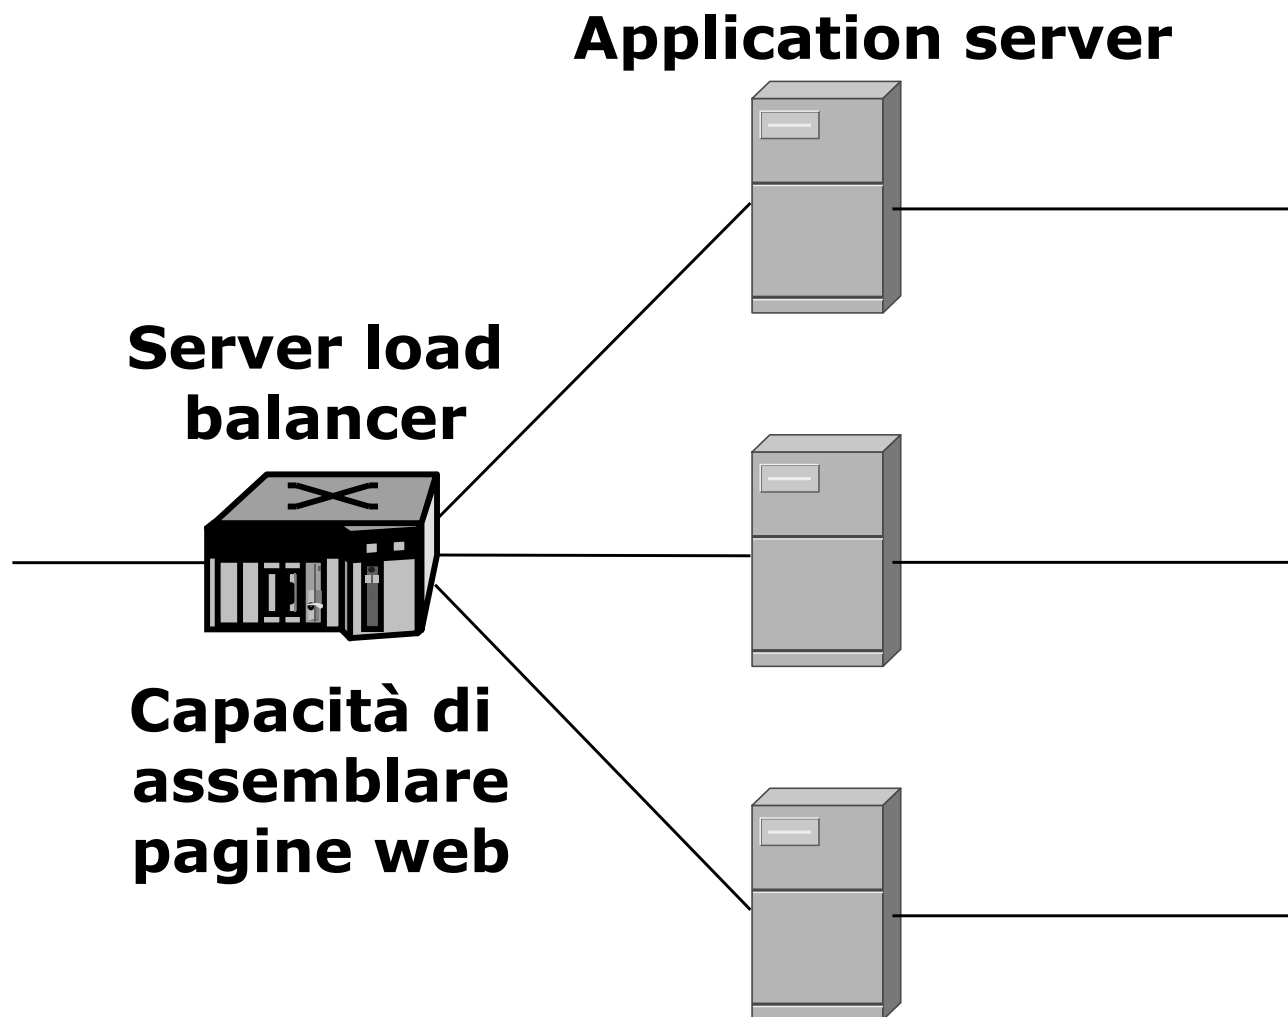 Application server
Server load
balancer
Capacità di
assemblare
pagine web